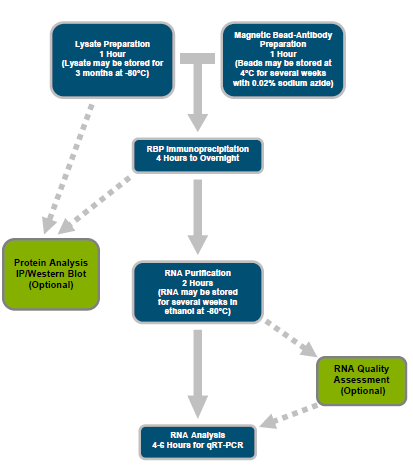 Lysate Preparation
1 Hour
(Lysate may be stored for
3 months at -80ºC)
Magnetic Bead-Antibody
Preparation
1 Hour
(Beads may be stored at
4ºC for several weeks
with 0.02% sodium azide)
RBP Immunoprecipitation
4 Hours to Overnight
Protein Analysis
IP/Western Blot
(Optional)
RNA Purification
2 Hours
(RNA may be stored
for several weeks in
ethanol at -80ºC)
RNA Quality
Assessment
(Optional)
RNA Analysis
4-6 Hours for qRT-PCR